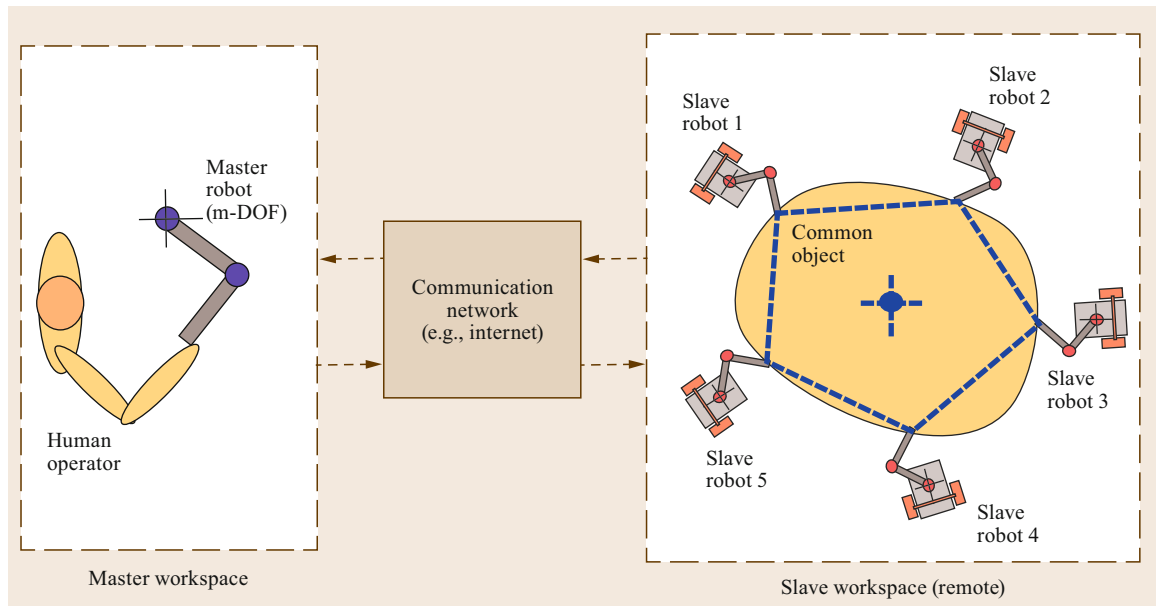 Master
robot
(m-DOF)
Human
operator
Master workspace
Communication
network
(e.g., internet)
Slave
robot 1
Slave
robot 2
Common
object
Slave
robot 3
Slave
robot 5
Slave
robot 4
Slave workspace (remote)